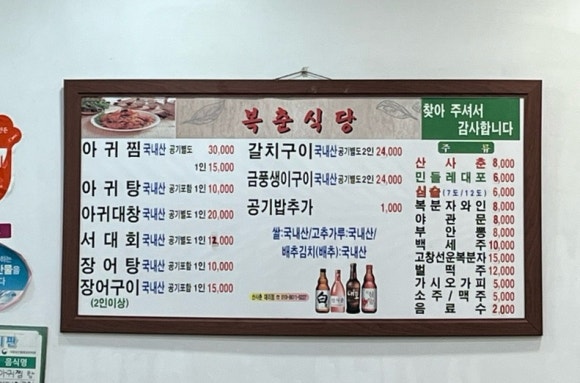 북춘식당
찾아 주셔서
감사합니다
아귀찜 국내산 공기별도 30,000
1인 15,000
아귀탕 국내산 공기포함 1인 10,000
아귀대창 국내산 공기별도 1인 20,000
서대회 국내산 공기별도 1인 12,000
장어탕 국내산 공기포함 1인 10,000
장어구이 국내산 공기별도 1인 15,000
(2인이상)
갈치구이 국내산 공기별도 2인 24,000
금풍생이구이 국내산 공기별도 2인 24,000
공기밥추가 1,000
쌀:국내산/고추가루:국내산/
배추김치(배추):국내산
주류
산사춘 8,000
민들레대포 6,000
심술(7도/12도) 6,000
복분자와인 8,000
야관문 8,000
부안뽕 8,000
백세주 10,000
고창선운복분자 15,000
벌떡주 12,000
가시오가피 5,000
소주/맥주 5,000
음료수 2,000
음식명
아귀찜 탕